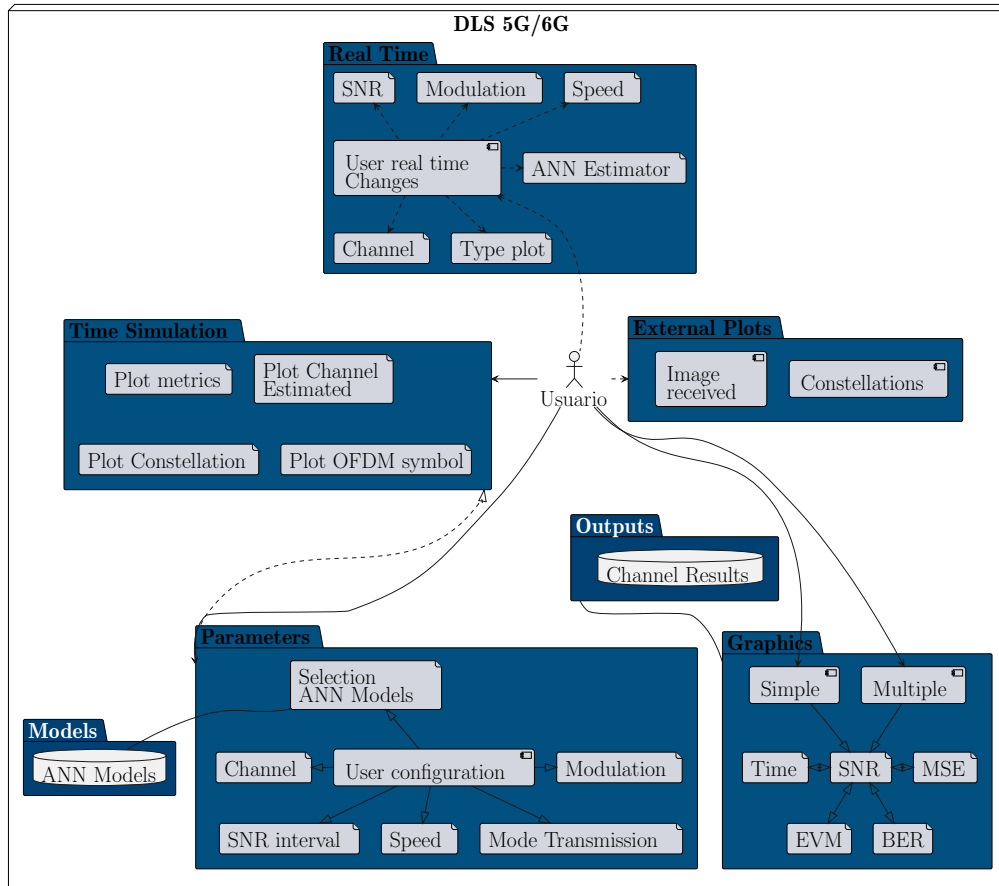 DLS 5G/6G
Real Time
SNR
Modulation
Speed
User real time
Changes
ANN Estimator
Channel
Type plot
Time Simulation
Plot metrics
Plot Channel
Estimated
Plot Constellation
Plot OFDM symbol
Usuario
External Plots
Image
received
Constellations
Outputs
Channel Results
Parameters
Selection
ANN Models
Channel
User configuration
Modulation
SNR interval
Speed
Mode Transmission
Models
ANN Models
Graphics
Simple
Multiple
Time
SNR
MSE
EVM
BER